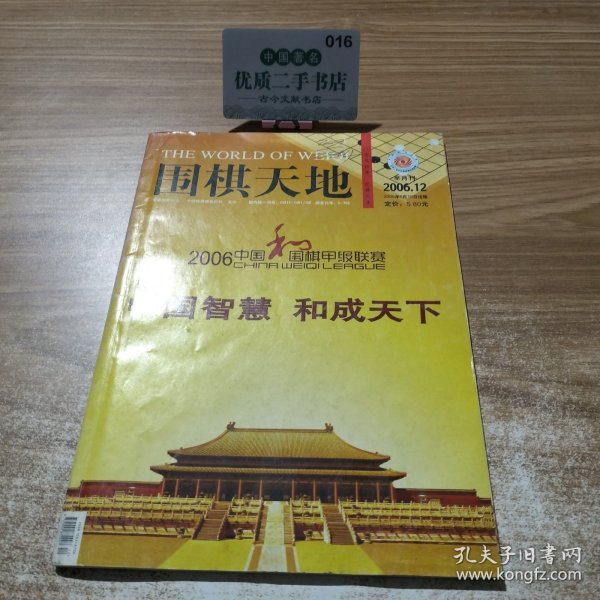 016
中国著名
优质二手书店
古今文献书店
THE WORLD OF WEIQI
围棋天地
半月刊
2006.12
定价:5.80元
2006中国 和 围棋甲级联赛
CHINA WEIQI LEAGUE
国智慧 和成天下
孔夫子旧书网
www.kongfz.com